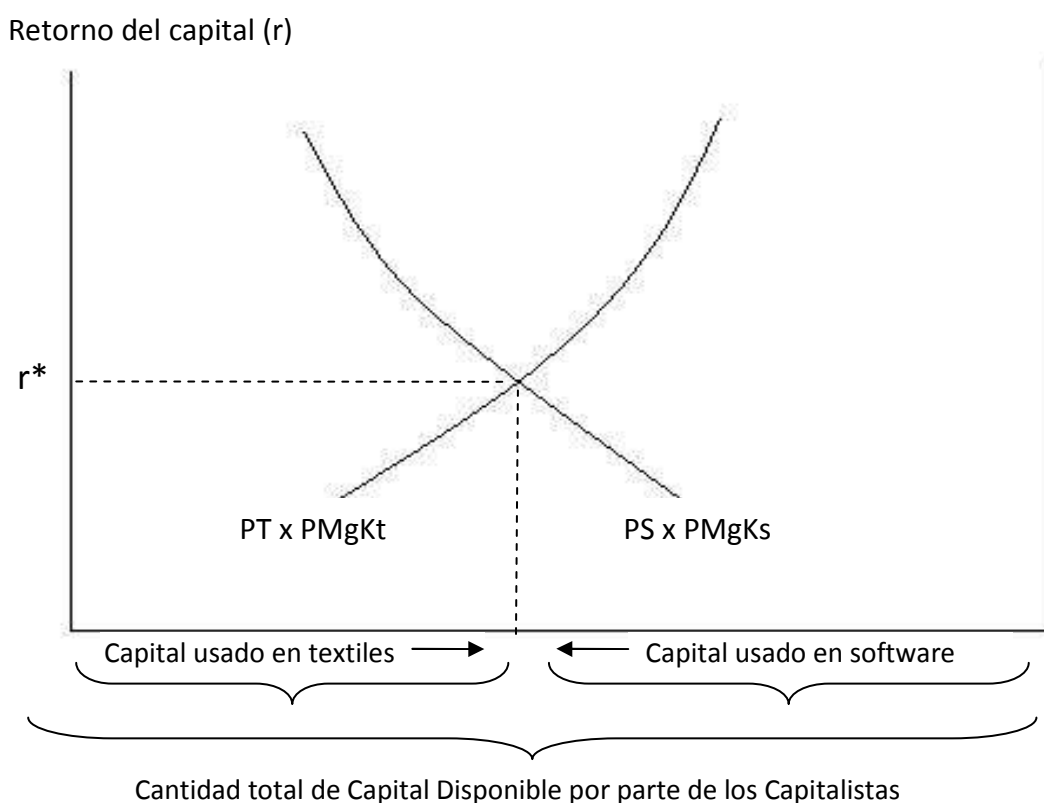 Retorno del capital (r)
r*
PT x PMgKt
PS x PMgKs
Capital usado en textiles
Capital usado en software
Cantidad total de Capital Disponible por parte de los Capitalistas